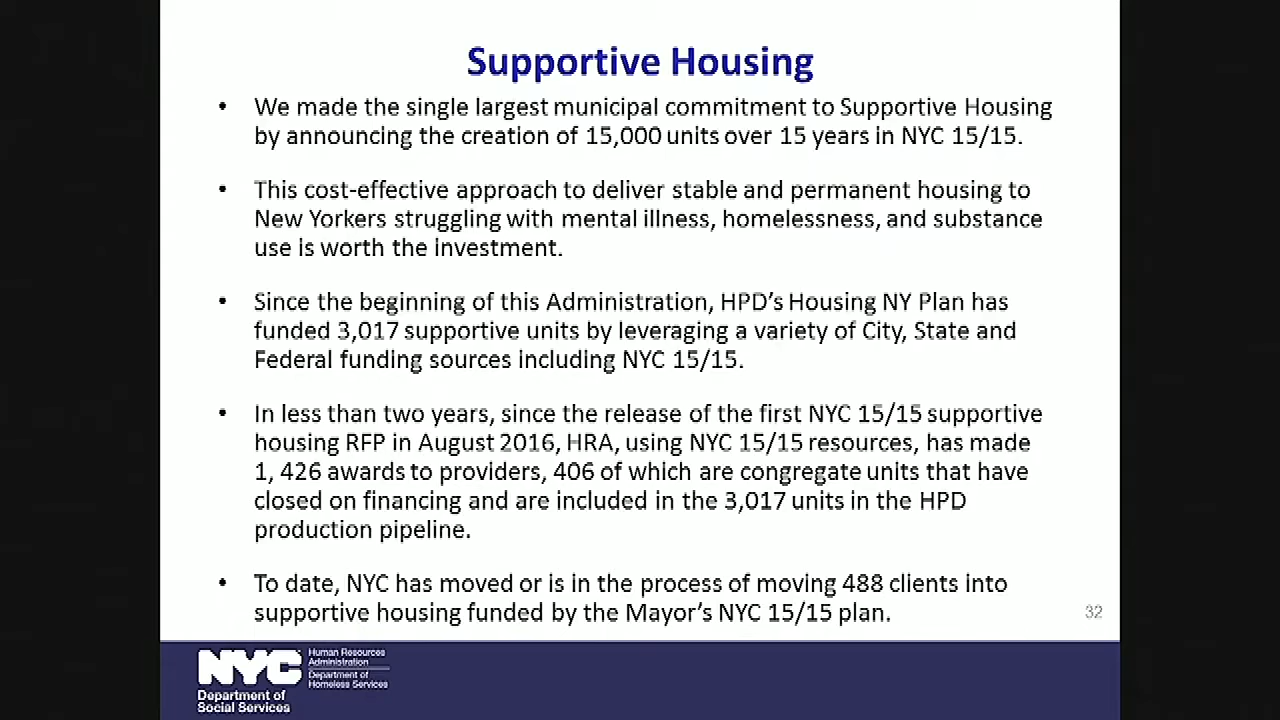 Supportive Housing
• We made the single largest municipal commitment to Supportive Housing
by announcing the creation of 15,000 units over 15 years in NYC 15/15.
• This cost-effective approach to deliver stable and permanent housing to
New Yorkers struggling with mental illness, homelessness, and substance
use is worth the investment.
• Since the beginning of this Administration, HPD's Housing NY Plan has
funded 3,017 supportive units by leveraging a variety of City, State and
Federal funding sources including NYC 15/15.
• In less than two years, since the release of the first NYC 15/15 supportive
housing RFP in August 2016, HRA, using NYC 15/15 resources, has made
1, 426 awards to providers, 406 of which are congregate units that have
closed on financing and are included in the 3,017 units in the HPD
production pipeline.
• To date, NYC has moved or is in the process of moving 488 clients into
supportive housing funded by the Mayor's NYC 15/15 plan.
32
NYC
Department of
Social Services
Human Resources
Administration
Department of
Homeless Services